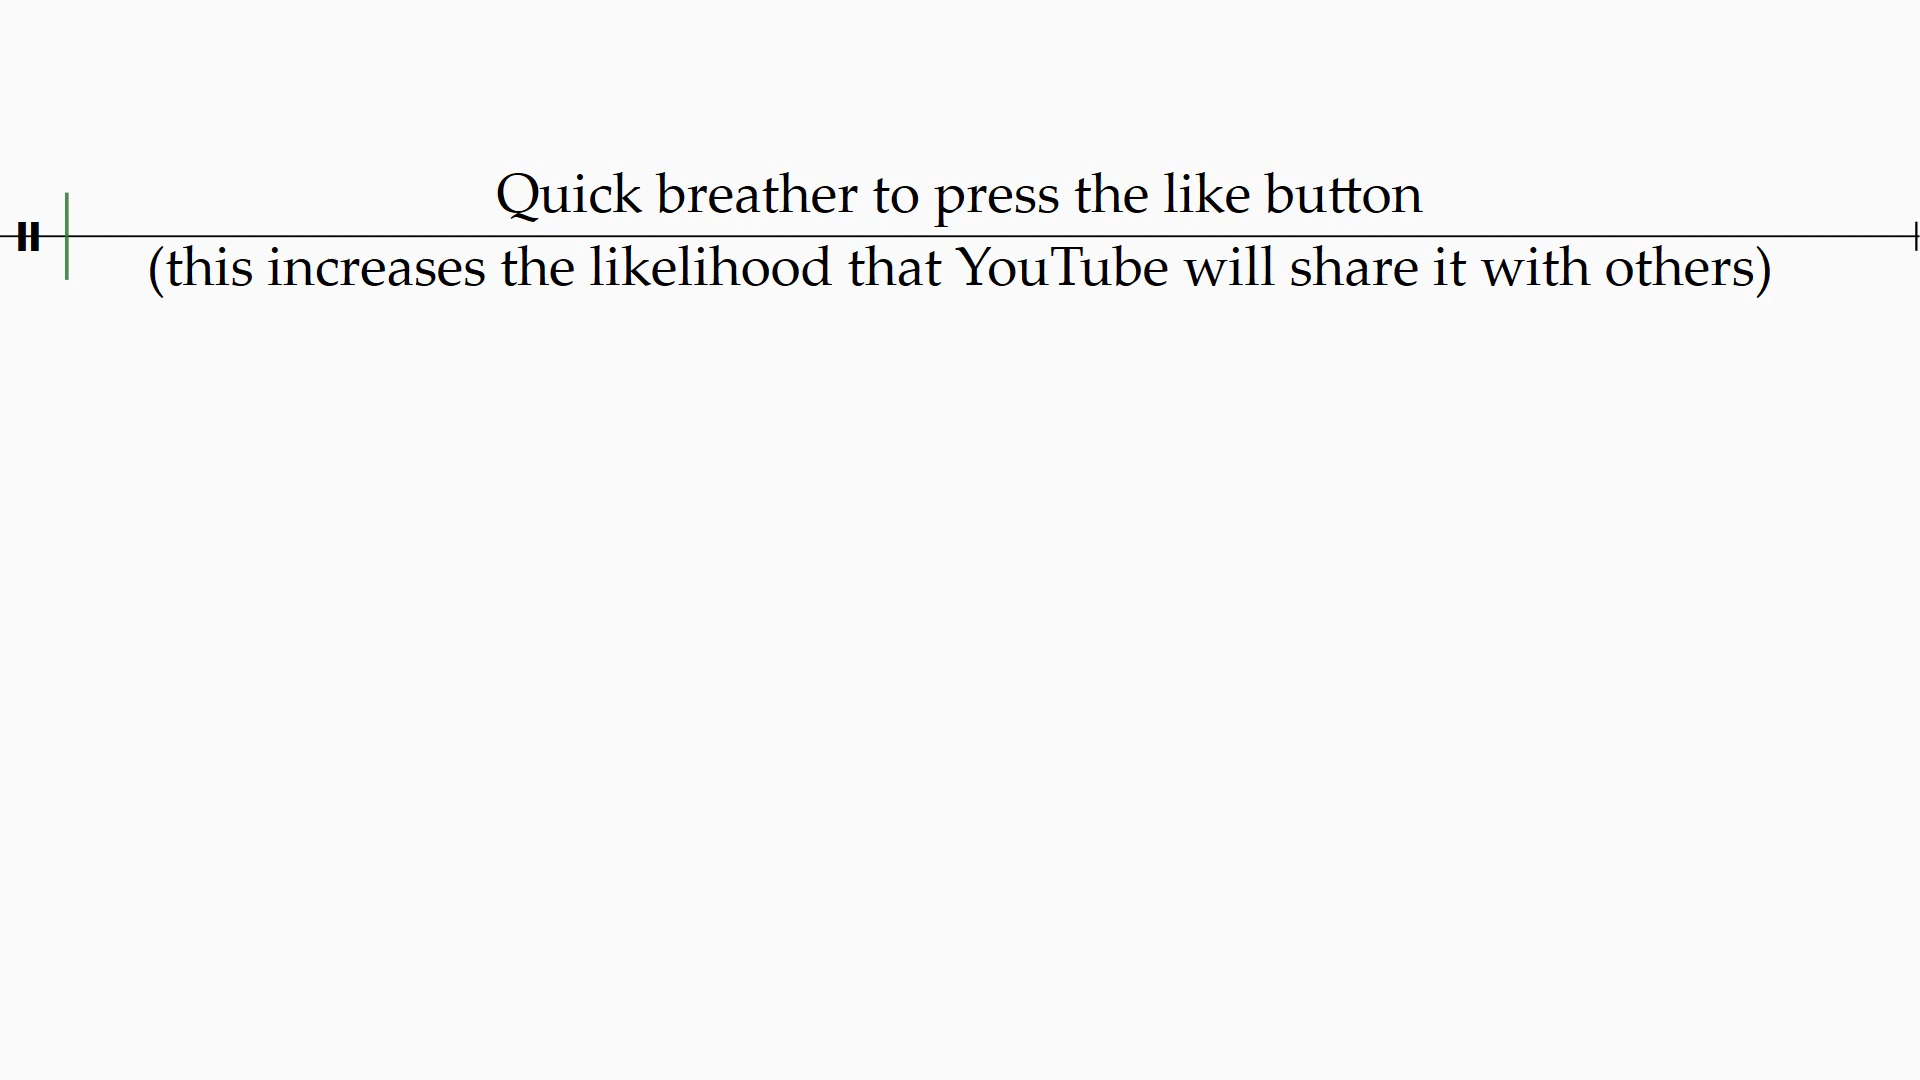 Quick breather to press the like button
(this increases the likelihood that YouTube will share it with others)